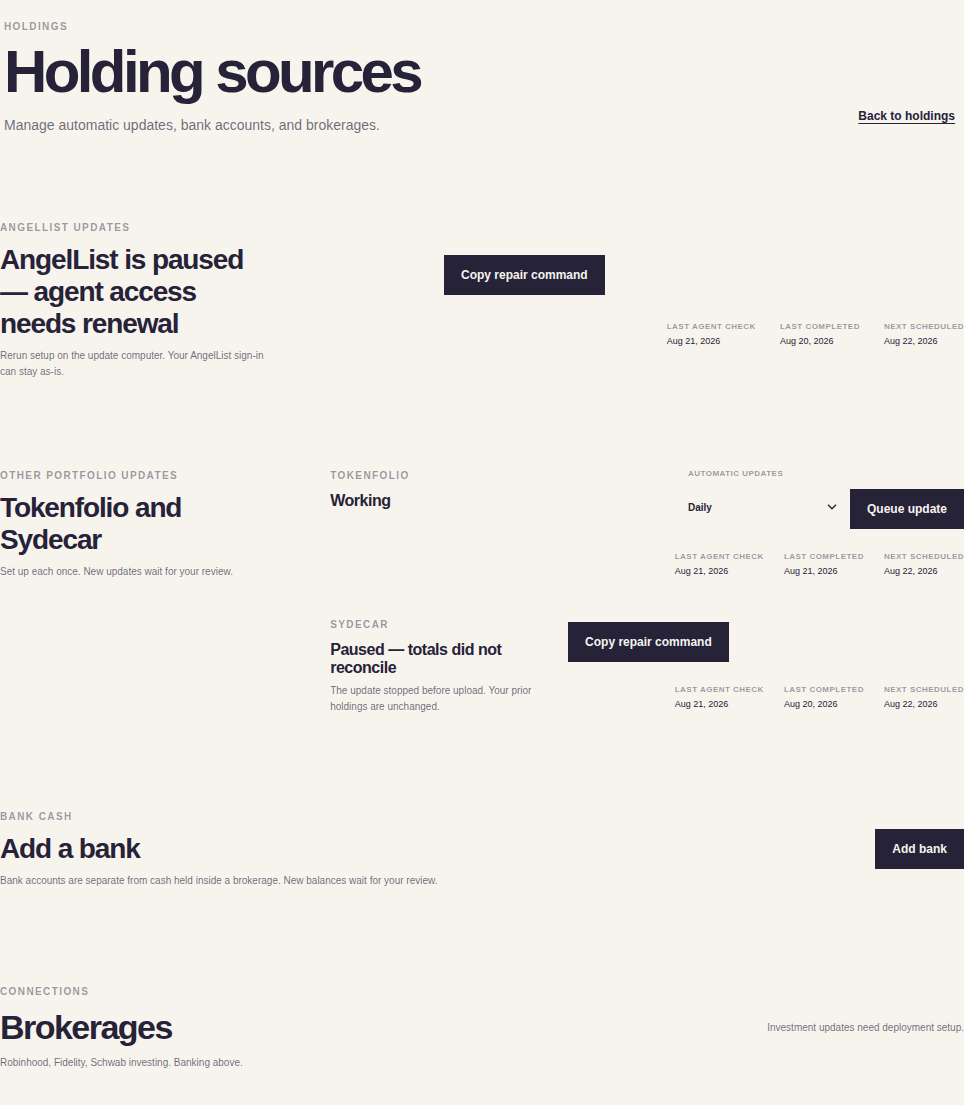 HOLDINGS
Holding sources
Manage automatic updates, bank accounts, and brokerages.
Back to holdings
ANGELLIST UPDATES
AngelList is paused
— agent access
needs renewal
Rerun setup on the update computer. Your AngelList sign-in
can stay as-is.
Copy repair command
LAST AGENT CHECK LAST COMPLETED NEXT SCHEDULED
Aug 21, 2026 Aug 20, 2026 Aug 22, 2026
OTHER PORTFOLIO UPDATES
Tokenfolio and
Sydecar
Set up each once. New updates wait for your review.
TOKENFOLIO
Working
AUTOMATIC UPDATES
Daily
Queue update
LAST AGENT CHECK LAST COMPLETED NEXT SCHEDULED
Aug 21, 2026 Aug 21, 2026 Aug 22, 2026
SYDECAR
Paused — totals did not
reconcile
The update stopped before upload. Your prior
holdings are unchanged.
Copy repair command
LAST AGENT CHECK LAST COMPLETED NEXT SCHEDULED
Aug 21, 2026 Aug 20, 2026 Aug 22, 2026
BANK CASH
Add a bank
Bank accounts are separate from cash held inside a brokerage. New balances wait for your review.
Add bank
CONNECTIONS
Brokerages
Robinhood, Fidelity, Schwab investing. Banking above.
Investment updates need deployment setup.